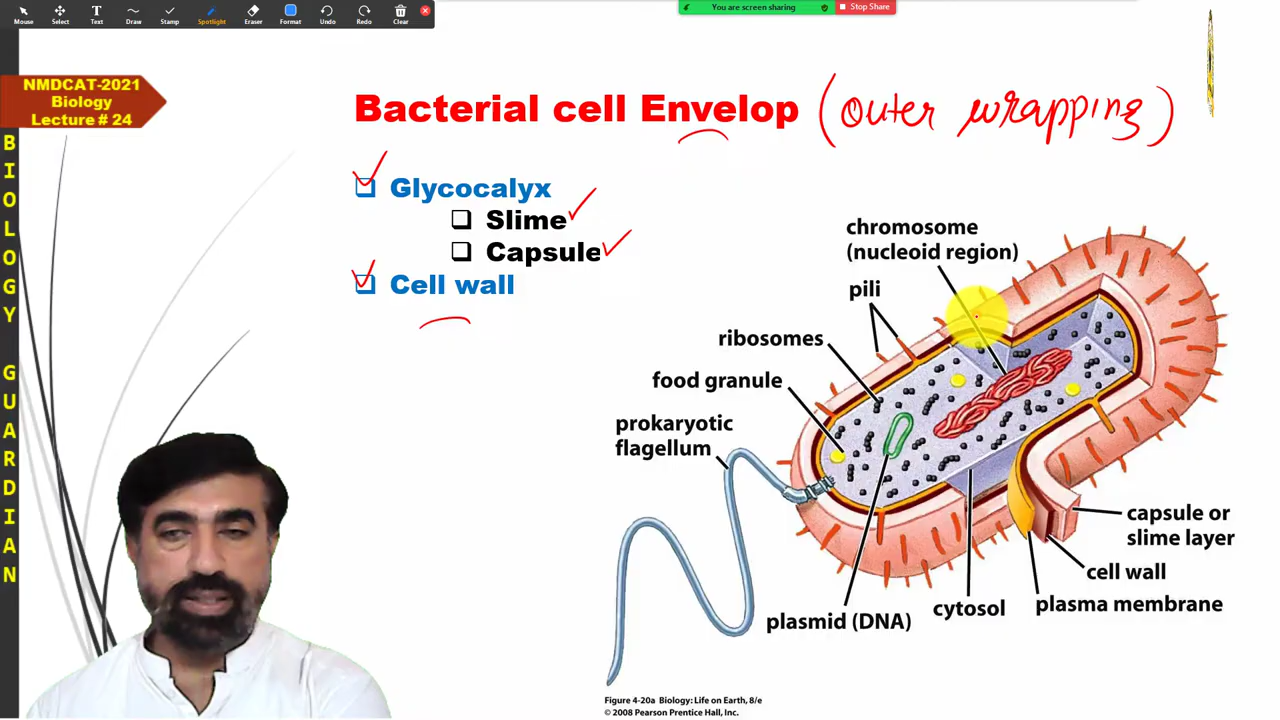 Mouse Select Text Draw Stamp Spotlight Eraser Format Undo Redo Clear
You are screen sharing Stop Share
NMDCAT-2021
Biology
Lecture # 24
BIOLOGY GUARDIAN
Bacterial cell Envelop (outer wrapping)
Glycocalyx
Slime
Capsule
Cell wall
chromosome
(nucleoid region)
pili
ribosomes
food granule
prokaryotic
flagellum
capsule or
slime layer
cell wall
plasma membrane
cytosol
plasmid (DNA)
Figure 4-20a Biology: Life on Earth, 8/e
© 2008 Pearson Prentice Hall, Inc.